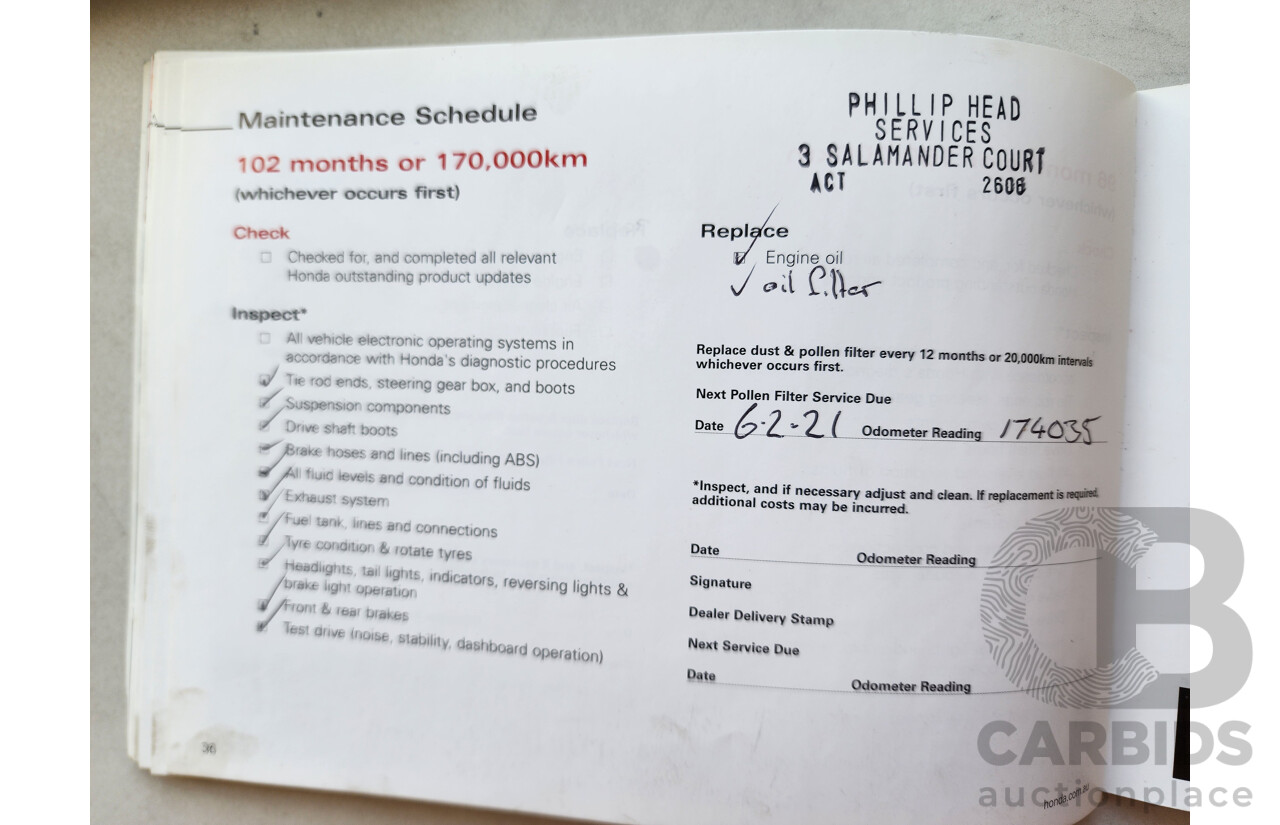 Maintenance Schedule
102 months or 170,000km
(whichever occurs first)
Check
Checked for, and completed all relevant
Honda outstanding product updates
Inspect*
All vehicle electronic operating systems in
accordance with Honda's diagnostic procedures
Tie rod ends, steering gear box, and boots
Suspension components
Drive shaft boots
Brake hoses and lines (including ABS)
All fluid levels and condition of fluids
Exhaust system
Fuel tank, lines and connections
Tyre condition & rotate tyres
Headlights, tail lights, indicators, reversing lights &
brake light operation
Front & rear brakes
Test drive (noise, stability, dashboard operation)
36
PHILLIP HEAD
SERVICES
3 SALAMANDER COURT
ACT 2606
Replace
Engine oil
oil filter
Replace dust & pollen filter every 12 months or 20,000km intervals
whichever occurs first.
Next Pollen Filter Service Due
Date 6-2-21 Odometer Reading 174035
*Inspect, and if necessary adjust and clean. If replacement is required,
additional costs may be incurred.
Date Odometer Reading
Signature
Dealer Delivery Stamp
Next Service Due
Date Odometer Reading
honda.com.au
CARBIDS
auctionplace